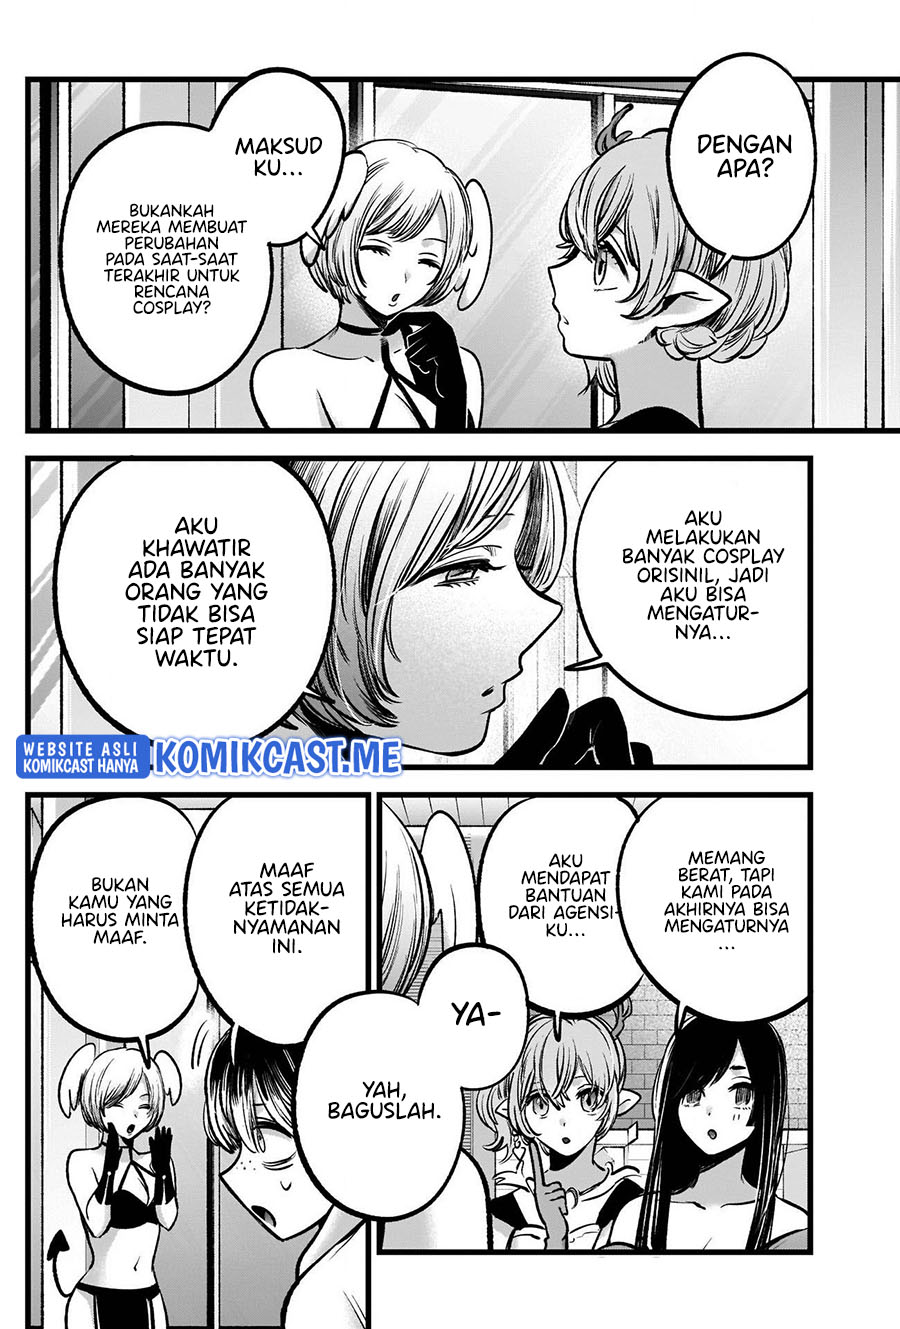 DENGAN
APA?
MAKSUD
KU...
BUKANKAH
MEREKA MEMBUAT
PERUBAHAN
PADA SAAT-SAAT
TERAKHIR UNTUK
RENCANA
COSPLAY?
AKU
MELAKUKAN
BANYAK COSPLAY
ORISINIL, JADI
AKU BISA
MENGATUR-
NYA...
AKU
KHAWATIR
ADA BANYAK
ORANG YANG
TIDAK BISA
SIAP TEPAT
WAKTU.
WEBSITE ASLI
KOMIKCAST HANYA
KOMIKCAST.ME
MEMANG
BERAT, TAPI
KAMI PADA
AKHIRNYA BISA
MENGATURNYA
...
AKU
MENDAPAT
BANTUAN
DARI AGENSI-
KU...
YA-
YAH,
BAGUSLAH.
MAAF
ATAS SEMUA
KETIDAK-
NYAMANAN
INI.
BUKAN
KAMU YANG
HARUS MINTA
MAAF.